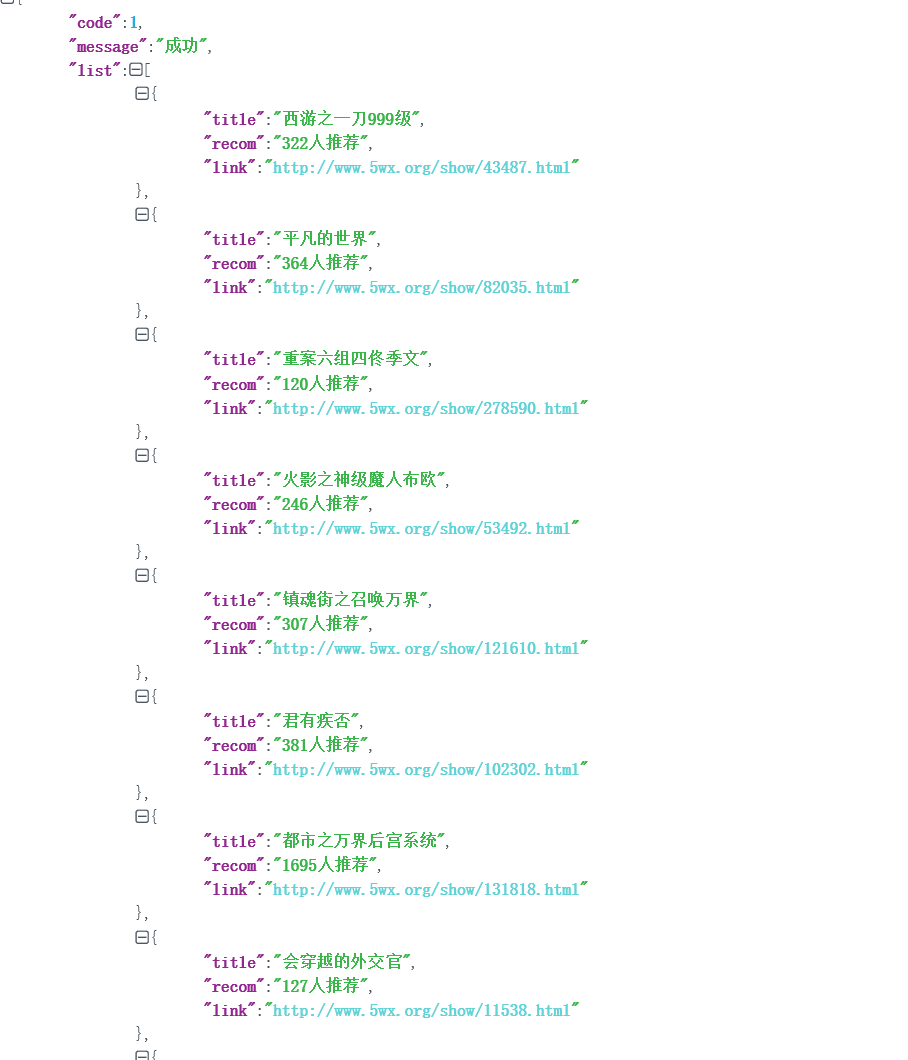 {
"code":1,
"message":"成功",
"list":[
{
"title":"西游之一刀999级",
"recom":"322人推荐",
"link":"http://www.5wx.org/show/43487.html"
},
{
"title":"平凡的世界",
"recom":"364人推荐",
"link":"http://www.5wx.org/show/82035.html"
},
{
"title":"重案六组四佟季文",
"recom":"120人推荐",
"link":"http://www.5wx.org/show/278590.html"
},
{
"title":"火影之神级魔人布欧",
"recom":"246人推荐",
"link":"http://www.5wx.org/show/53492.html"
},
{
"title":"镇魂街之召唤万界",
"recom":"307人推荐",
"link":"http://www.5wx.org/show/121610.html"
},
{
"title":"君有疾否",
"recom":"381人推荐",
"link":"http://www.5wx.org/show/102302.html"
},
{
"title":"都市之万界后宫系统",
"recom":"1695人推荐",
"link":"http://www.5wx.org/show/131818.html"
},
{
"title":"会穿越的外交官",
"recom":"127人推荐",
"link":"http://www.5wx.org/show/11538.html"
},
{